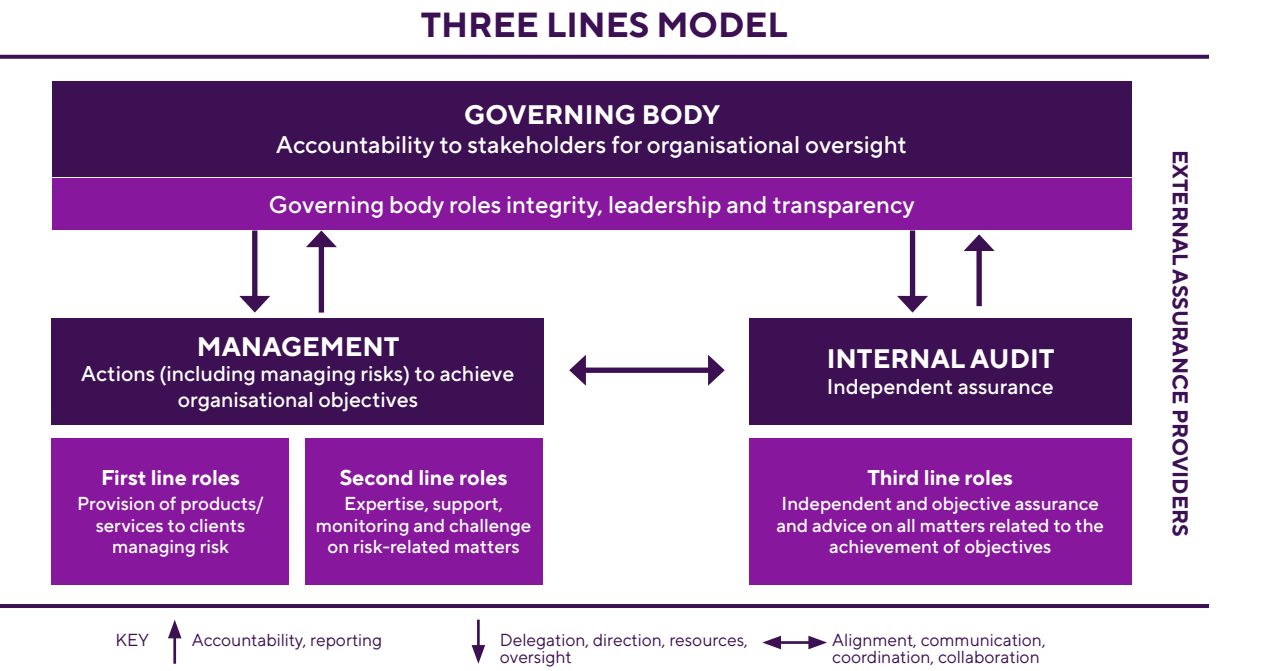 THREE LINES MODEL
GOVERNING BODY
Accountability to stakeholders for organisational oversight
Governing body roles integrity, leadership and transparency
MANAGEMENT
Actions (including managing risks) to achieve
organisational objectives
INTERNAL AUDIT
Independent assurance
First line roles
Provision of products/
services to clients
managing risk
Second line roles
Expertise, support,
monitoring and challenge
on risk-related matters
Third line roles
Independent and objective assurance
and advice on all matters related to the
achievement of objectives
EXTERNAL ASSURANCE PROVIDERS
KEY
Accountability, reporting
Delegation, direction, resources,
oversight
Alignment, communication,
coordination, collaboration